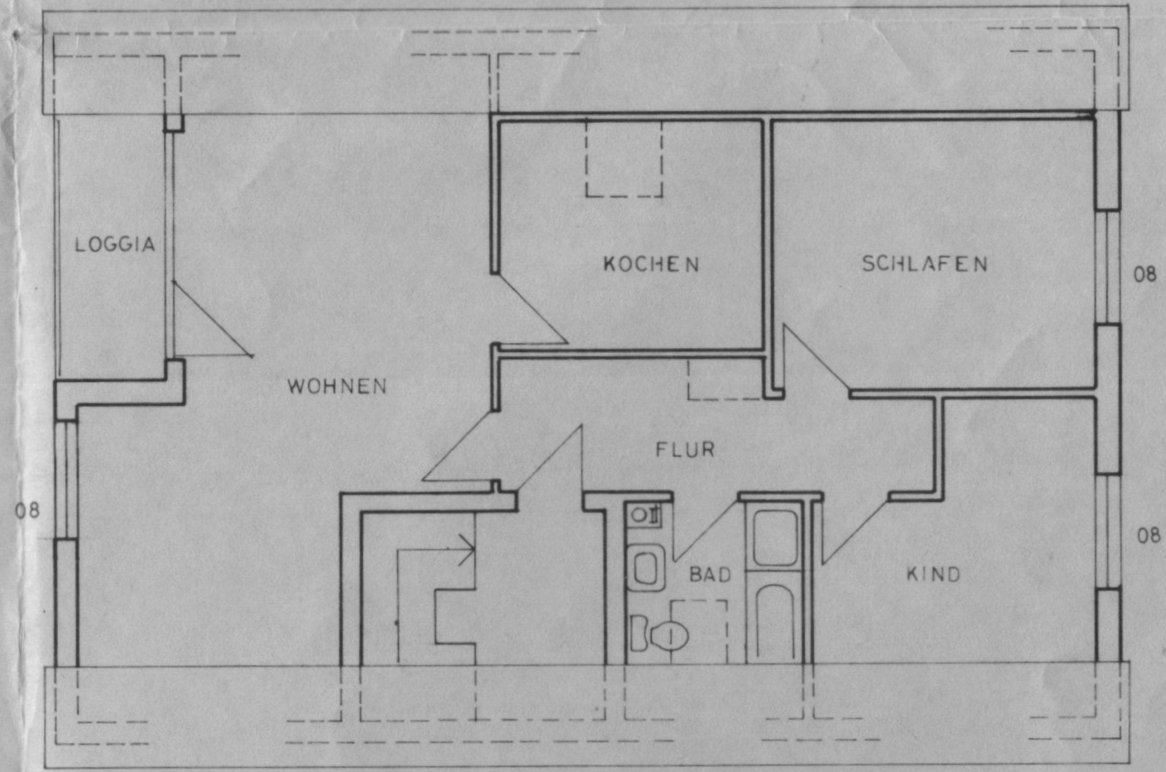 LOGGIA
KOCHEN
SCHLAFEN
08
WOHNEN
FLUR
08
08
BAD
KIND